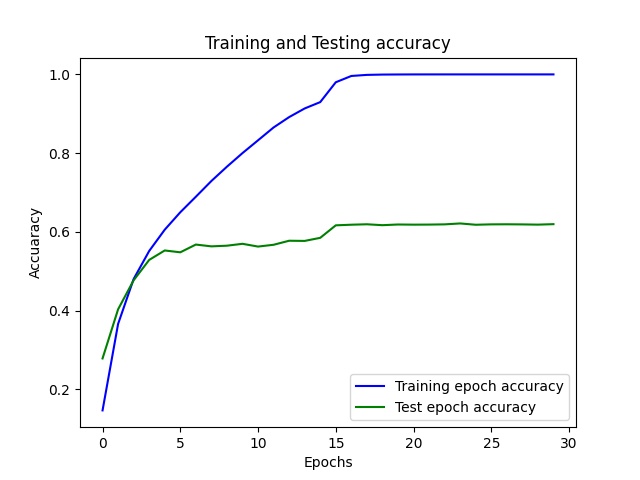 Training and Testing accuracy
Accuaracy
1.0
0.8
0.6
0.4
0.2
Training epoch accuracy
Test epoch accuracy
0 5 10 15 20 25 30
Epochs